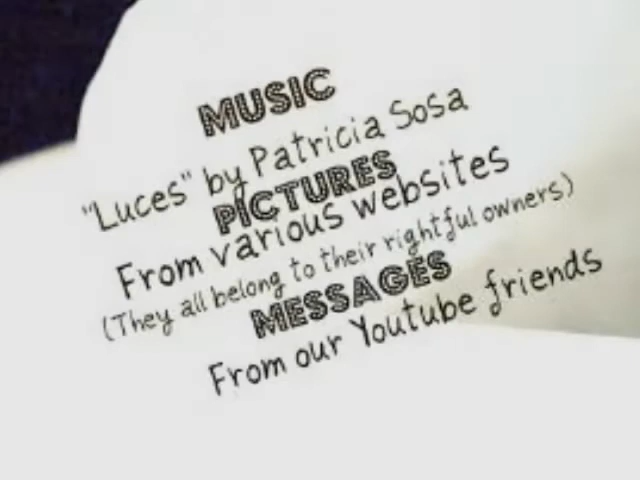 MUSIC
"Luces" by Patricia Sosa
PICTURES
From various websites
(They all belong to their rightful owners)
MESSAGES
From our Youtube friends